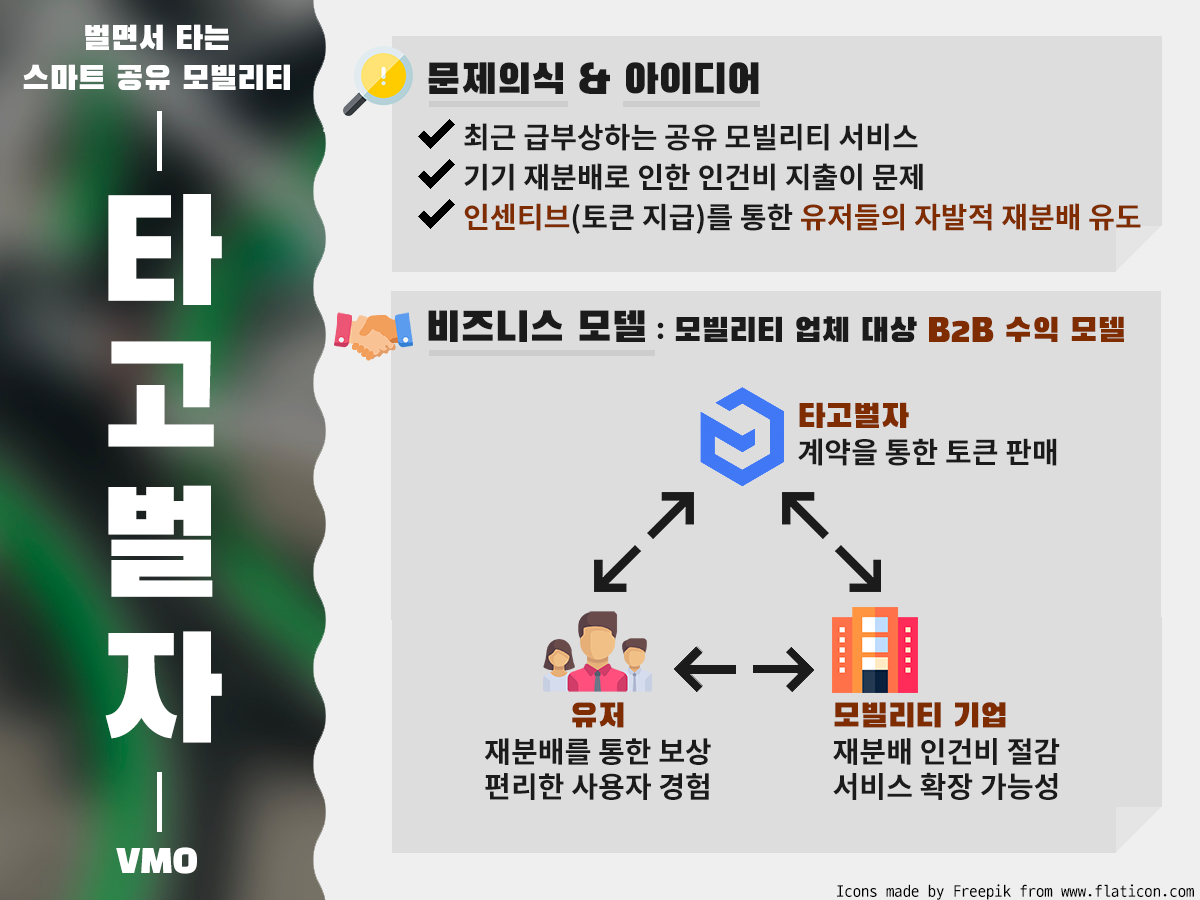 벌면서 타는
스마트 공유 모빌리티
타
고
벌
자
VMO
문제의식 & 아이디어
최근 급부상하는 공유 모빌리티 서비스
기기 재분배로 인한 인건비 지출이 문제
인센티브(토큰 지급)를 통한 유저들의 자발적 재분배 유도
비즈니스 모델 : 모빌리티 업체 대상 B2B 수익 모델
타고벌자
계약을 통한 토큰 판매
유저
재분배를 통한 보상
편리한 사용자 경험
모빌리티 기업
재분배 인건비 절감
서비스 확장 가능성
Icons made by Freepik from www.flaticon.com